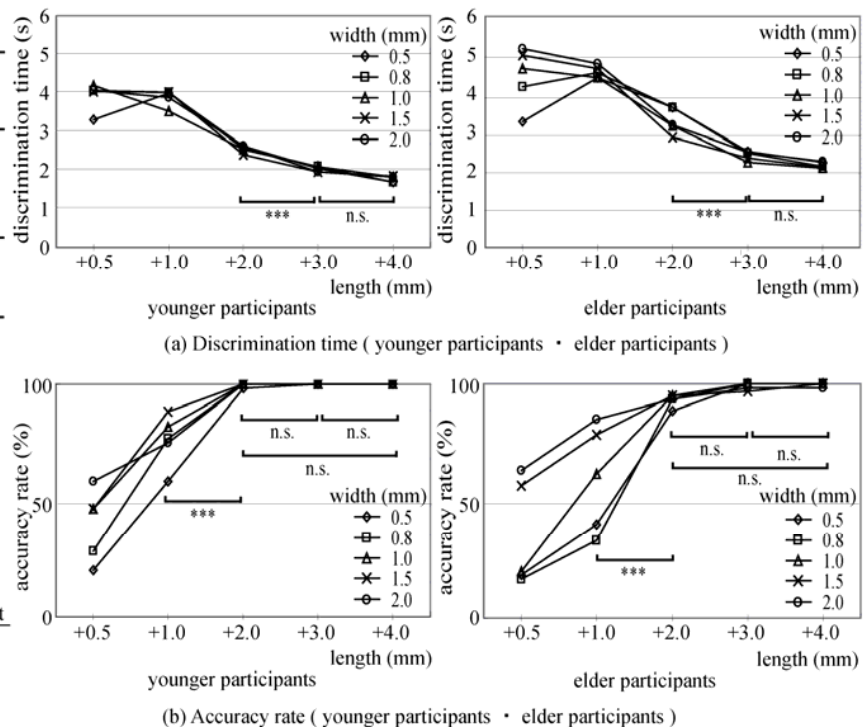 discrimination time (s)
6
5
4
3
2
1
0
width (mm)
0.5
0.8
1.0
1.5
2.0
***
n.s.
+0.5 +1.0 +2.0 +3.0 +4.0
length (mm)
younger participants
discrimination time (s)
6
5
4
3
2
1
0
width (mm)
0.5
0.8
1.0
1.5
2.0
***
n.s.
+0.5 +1.0 +2.0 +3.0 +4.0
length (mm)
elder participants
(a) Discrimination time ( younger participants・elder participants )
accuracy rate (%)
100
50
0
n.s. n.s.
n.s.
***
width (mm)
0.5
0.8
1.0
1.5
2.0
+0.5 +1.0 +2.0 +3.0 +4.0
length (mm)
younger participants
accuracy rate (%)
100
50
0
n.s. n.s.
n.s.
***
width (mm)
0.5
0.8
1.0
1.5
2.0
+0.5 +1.0 +2.0 +3.0 +4.0
length (mm)
elder participants
(b) Accuracy rate ( younger participants・elder participants )